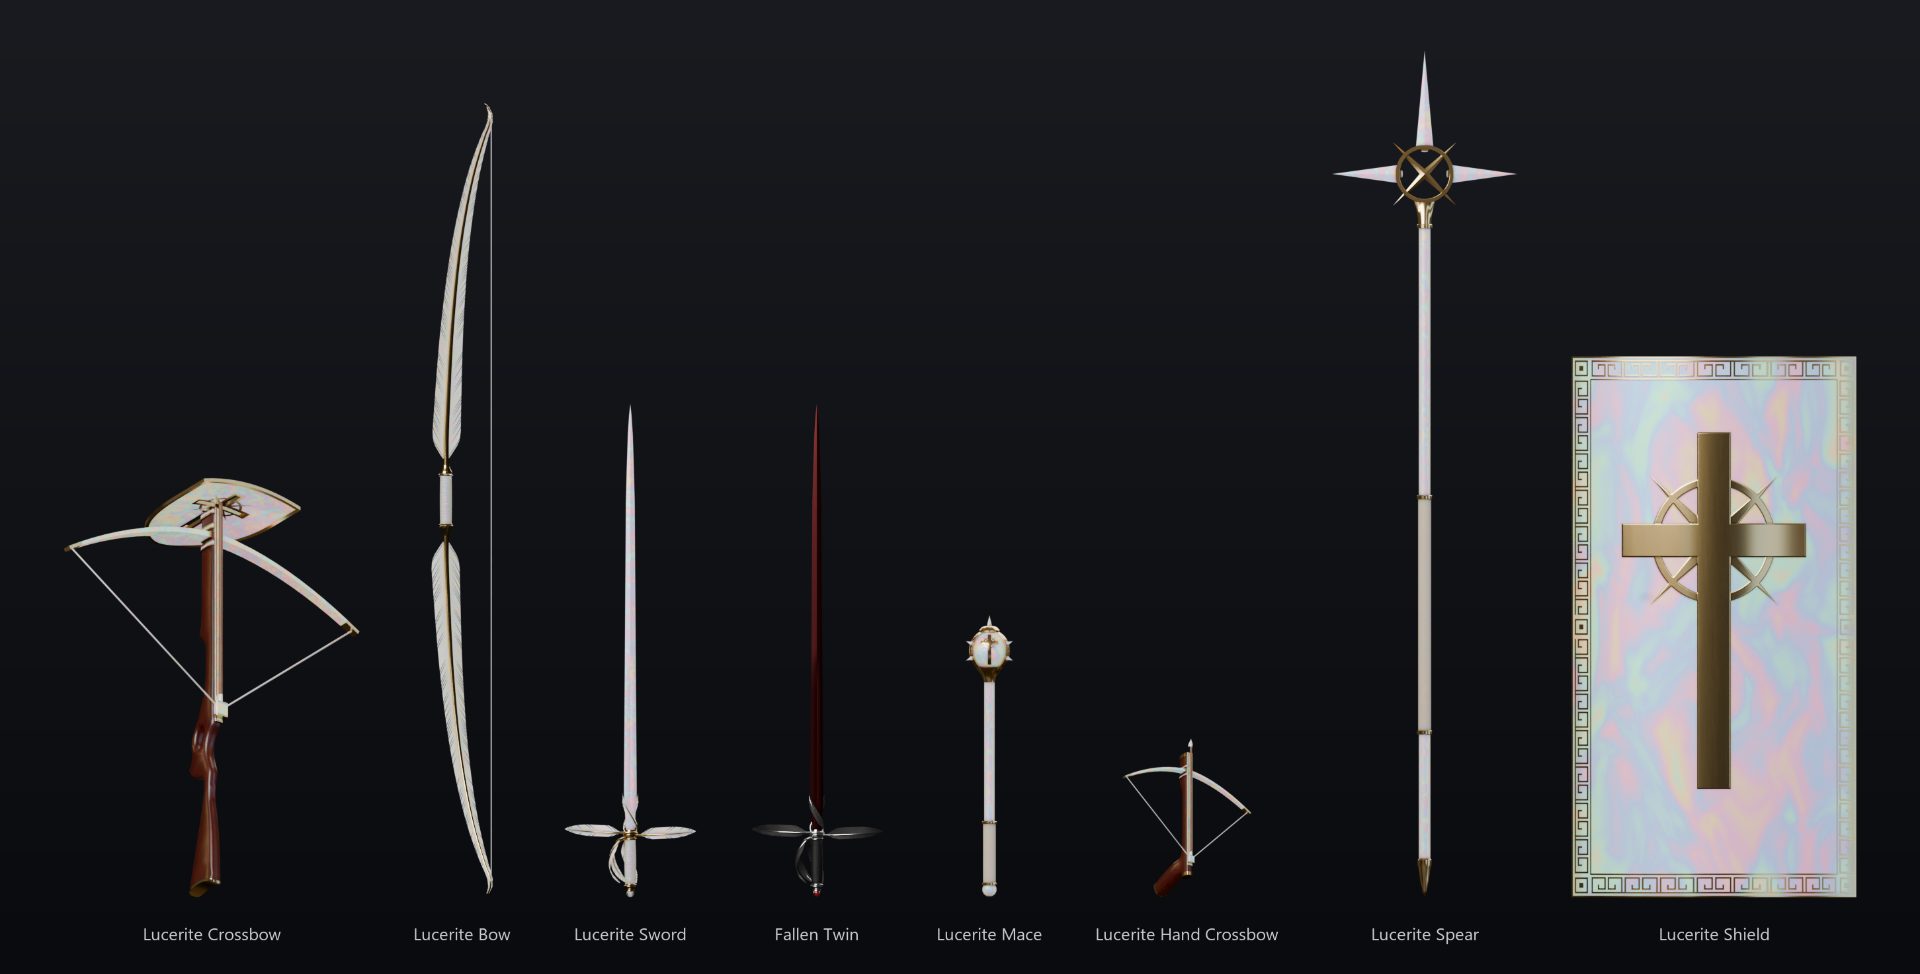 Lucerite Crossbow
Lucerite Bow
Lucerite Sword
Fallen Twin
Lucerite Mace
Lucerite Hand Crossbow
Lucerite Spear
Lucerite Shield